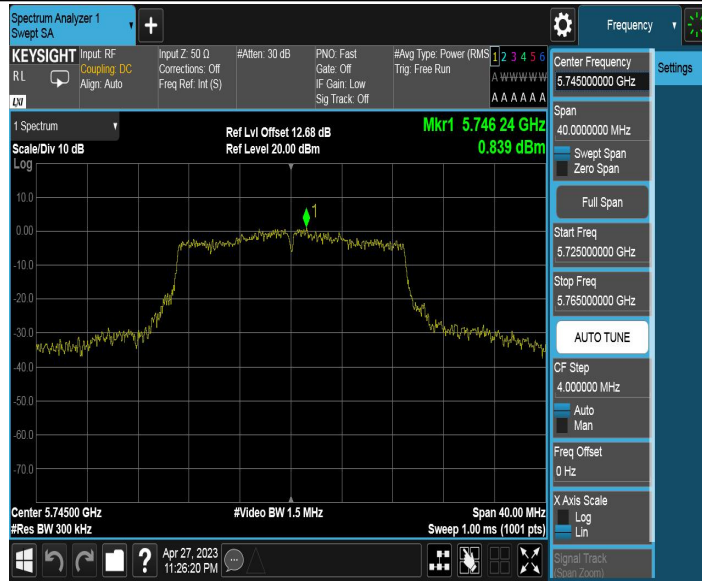 Spectrum Analyzer 1
Swept SA
Frequency
KEYSIGHT
RL
LXI
Input: RF
Coupling: DC
Align: Auto
Input Z: 50 Ω
Corrections: Off
Freq Ref: Int (S)
#Atten: 30 dB
PNO: Fast
Gate: Off
IF Gain: Low
Sig Track: Off
#Avg Type: Power (RMS
Trig: Free Run
1 2 3 4 5 6
A W W W W W
A A A A A A
1 Spectrum
Scale/Div 10 dB
Log
Ref Lvl Offset 12.68 dB
Ref Level 20.00 dBm
Mkr1 5.746 24 GHz
0.839 dBm
10.0
0.00
-10.0
-20.0
-30.0
-40.0
-50.0
-60.0
-70.0
1
Center 5.74500 GHz
#Res BW 300 kHz
#Video BW 1.5 MHz
Span 40.00 MHz
Sweep 1.00 ms (1001 pts)
Apr 27, 2023
11:26:20 PM
?
Center Frequency
5.745000000 GHz
Settings
Span
40.0000000 MHz
Swept Span
Zero Span
Full Span
Start Freq
5.725000000 GHz
Stop Freq
5.765000000 GHz
AUTO TUNE
CF Step
4.000000 MHz
Auto
Man
Freq Offset
0 Hz
X Axis Scale
Log
Lin
Signal Track
(Span Zoom)